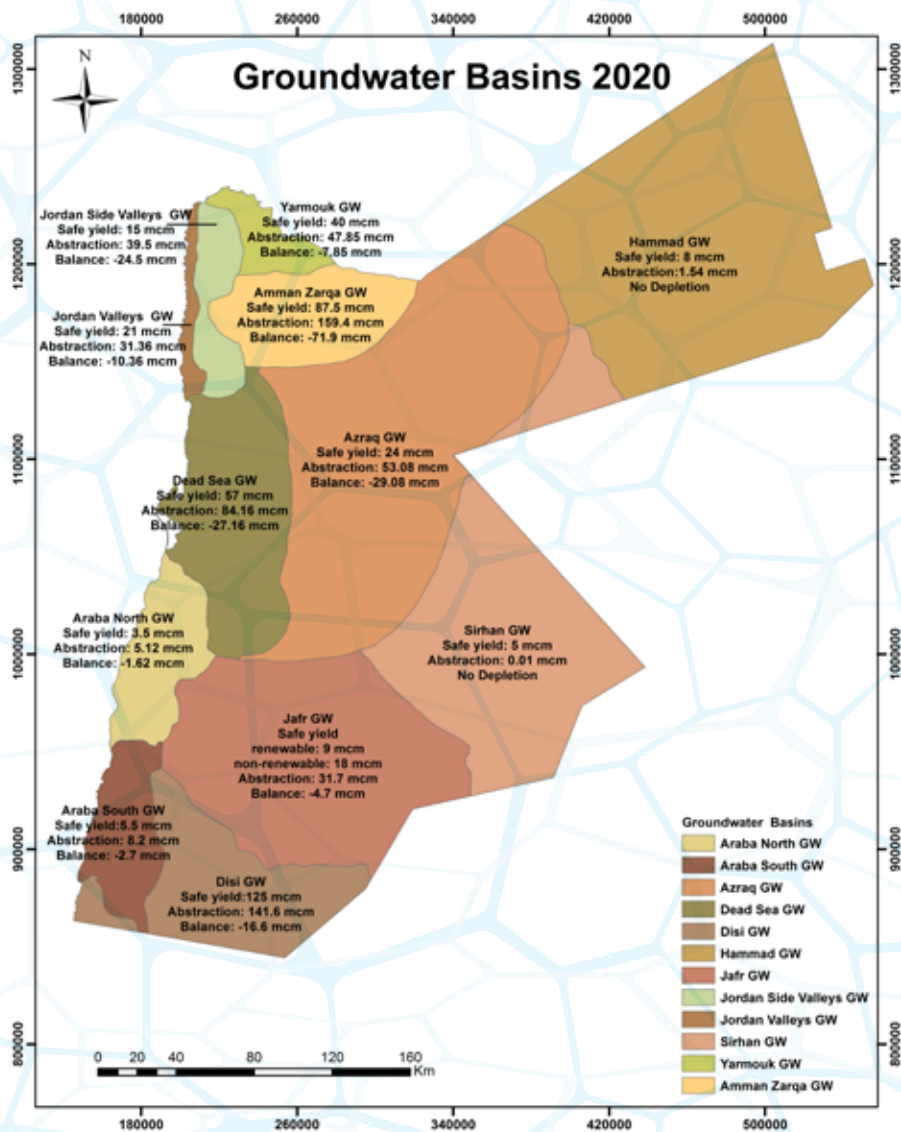 180000 260000 340000 420000 500000
N
Groundwater Basins 2020
1300000
1300000
Jordan Side Valleys GW
Safe yield: 15 mcm
Abstraction: 39.5 mcm
Balance: -24.5 mcm
Yarmouk GW
Safe yield: 40 mcm
Abstraction: 47.85 mcm
Balance: -7.85 mcm
Hammad GW
Safe yield: 8 mcm
Abstraction:1.54 mcm
No Depletion
1200000
1200000
Amman Zarqa GW
Safe yield: 87.5 mcm
Abstraction: 159.4 mcm
Balance: -71.9 mcm
Jordan Valleys GW
Safe yield: 21 mcm
Abstraction: 31.36 mcm
Balance: -10.36 mcm
Azraq GW
Safe yield: 24 mcm
Abstraction: 53.08 mcm
Balance: -29.08 mcm
1100000
1100000
Dead Sea GW
Safe yield: 57 mcm
Abstraction: 84.16 mcm
Balance: -27.16 mcm
Araba North GW
Safe yield: 3.5 mcm
Abstraction: 5.12 mcm
Balance: -1.62 mcm
Sirhan GW
Safe yield: 5 mcm
Abstraction: 0.01 mcm
No Depletion
1000000
1000000
Jafr GW
Safe yield
renewable: 9 mcm
non-renewable: 18 mcm
Abstraction: 31.7 mcm
Balance: -4.7 mcm
Araba South GW
Safe yield:5.5 mcm
Abstraction: 8.2 mcm
Balance: -2.7 mcm
900000
900000
Disi GW
Safe yield:125 mcm
Abstraction: 141.6 mcm
Balance: -16.6 mcm
Groundwater Basins
Araba North GW
Araba South GW
Azraq GW
Dead Sea GW
Disi GW
Hammad GW
Jafr GW
Jordan Side Valleys GW
Jordan Valleys GW
Sirhan GW
Yarmouk GW
Amman Zarqa GW
800000
800000
0 20 40 80 120 160
Km
180000 260000 340000 420000 500000